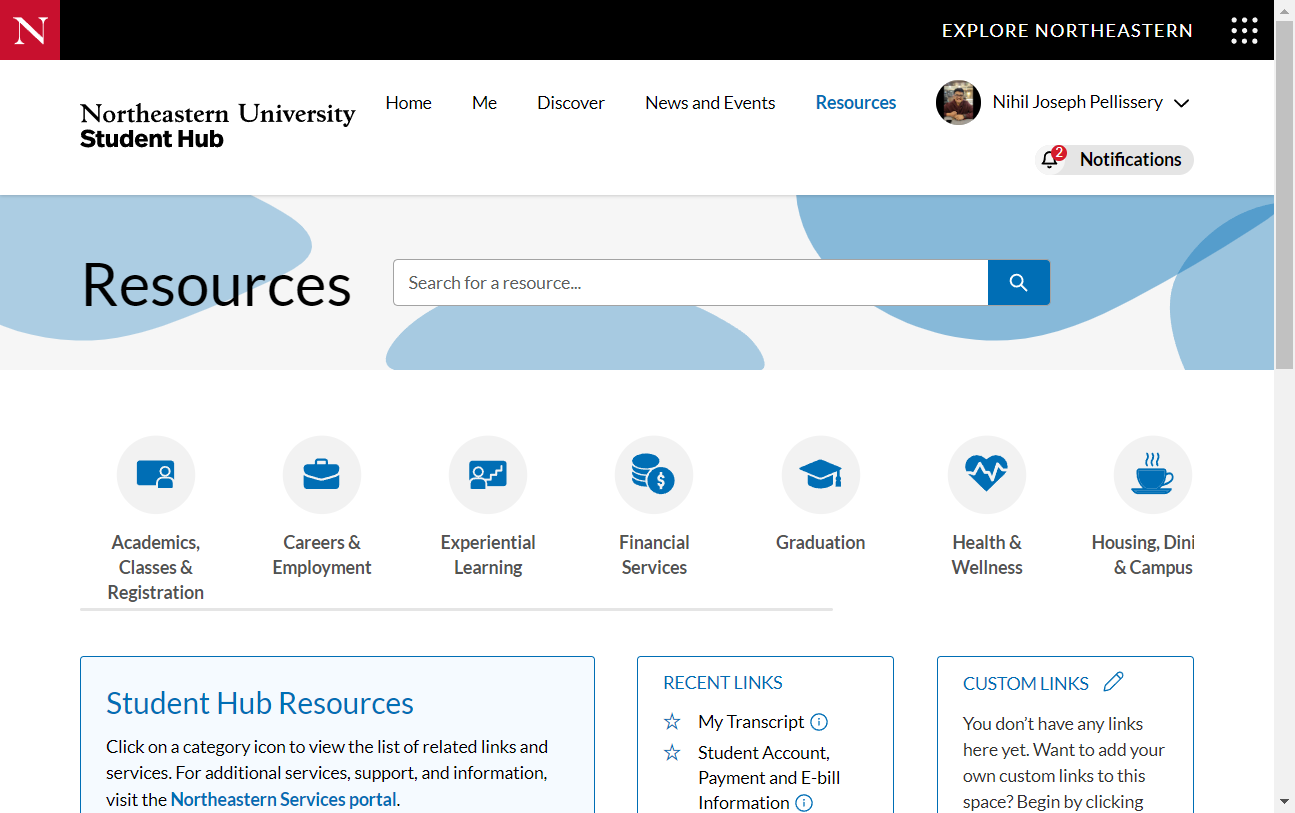 N
EXPLORE NORTHEASTERN
Northeastern University
Student Hub
Home
Me
Discover
News and Events
Resources
Nihil Joseph Pellissery
2
Notifications
Resources
Search for a resource...
$
Academics,
Classes &
Registration
Careers &
Employment
Experiential
Learning
Financial
Services
Graduation
Health &
Wellness
Housing, Dini
& Campus
Student Hub Resources
Click on a category icon to view the list of related links and
services. For additional services, support, and information,
visit the Northeastern Services portal.
RECENT LINKS
My Transcript
Student Account,
Payment and E-bill
Information
CUSTOM LINKS
You don’t have any links
here yet. Want to add your
own custom links to this
space? Begin by clicking